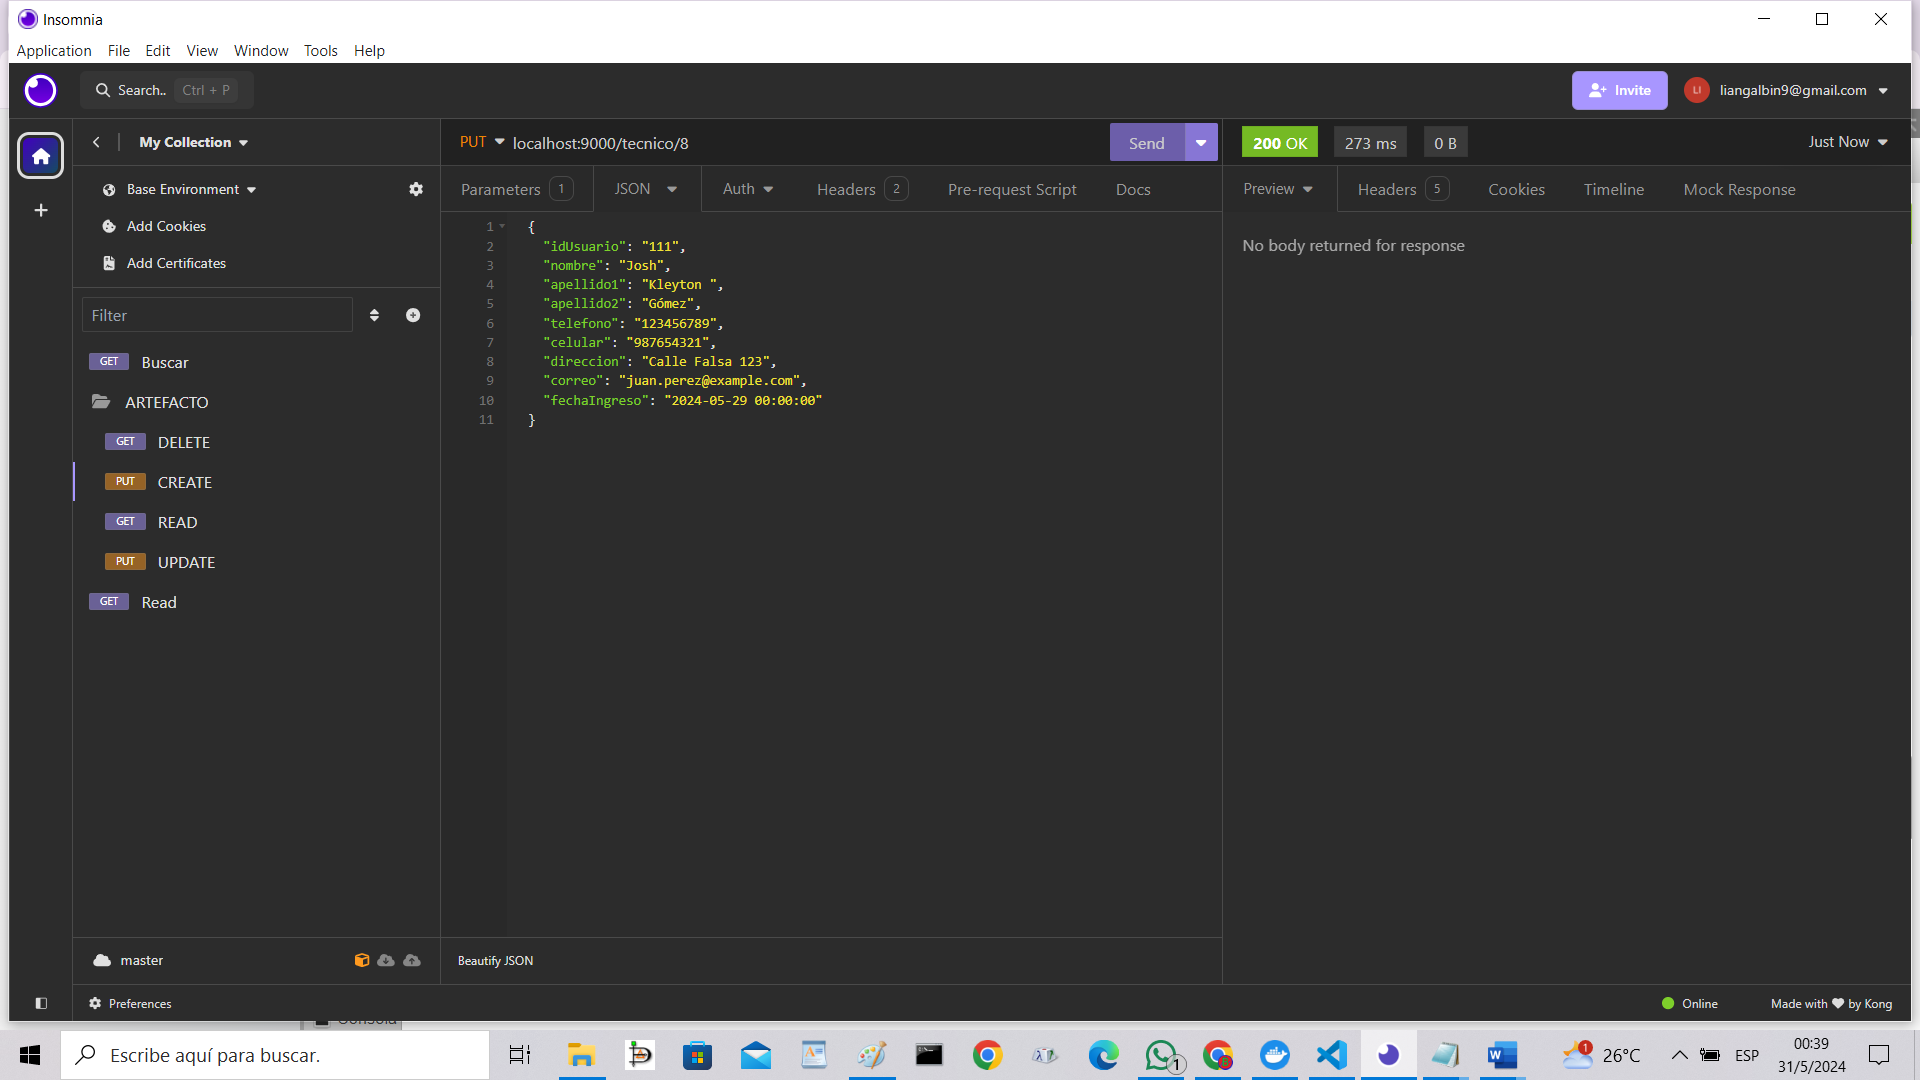 Insomnia
Application File Edit View Window Tools Help
Search.. Ctrl + P
Invite
LI liangalbin9@gmail.com
My Collection
PUT localhost:9000/tecnico/8
Send
200 OK 273 ms 0 B
Just Now
Base Environment
Parameters 1 JSON Auth Headers 2 Pre-request Script Docs
Preview Headers 5 Cookies Timeline Mock Response
Add Cookies
Add Certificates
Filter
GET Buscar
ARTEFACTO
GET DELETE
PUT CREATE
GET READ
PUT UPDATE
GET Read
1 {
2 "idUsuario": "111",
3 "nombre": "Josh",
4 "apellido1": "Kleyton ",
5 "apellido2": "Gómez",
6 "telefono": "123456789",
7 "celular": "987654321",
8 "direccion": "Calle Falsa 123",
9 "correo": "juan.perez@example.com",
10 "fechaIngreso": "2024-05-29 00:00:00"
11 }
No body returned for response
master
Beautify JSON
Preferences
Online
Made with ❤ by Kong
Consola
Escribe aquí para buscar.
1
1
26°C
ESP
00:39
31/5/2024